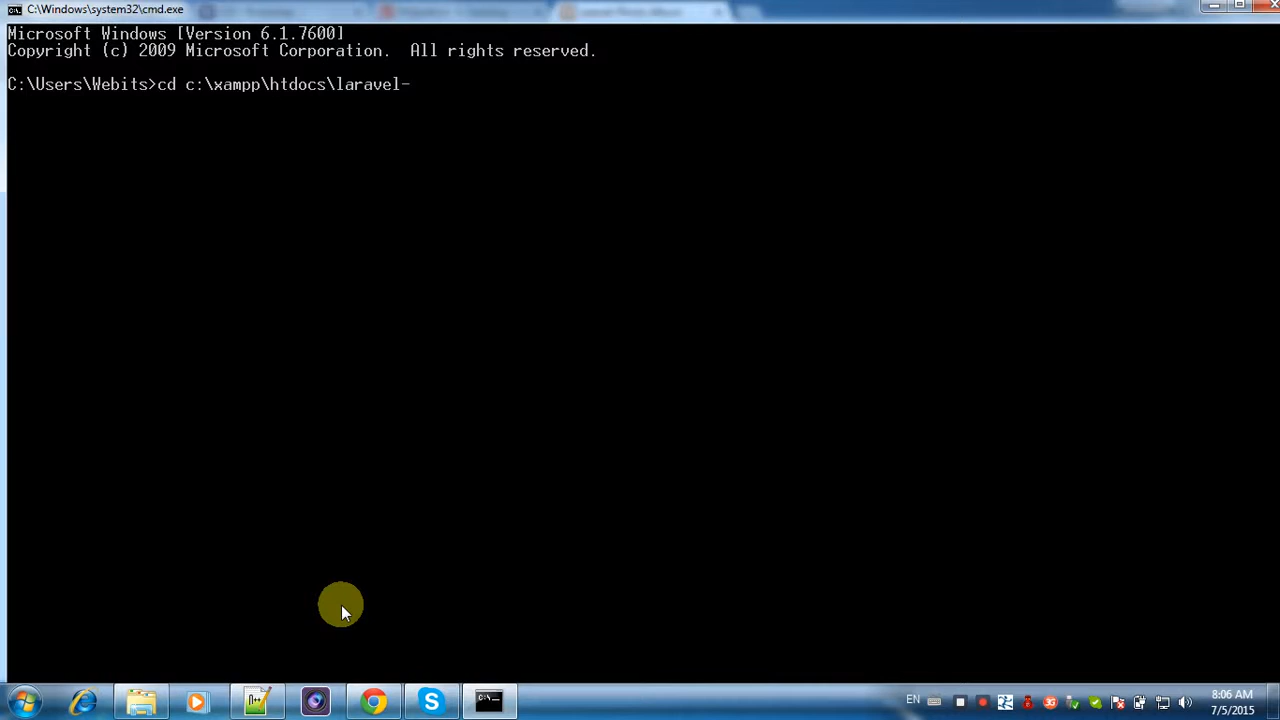 C:\Windows\system32\cmd.exe
Microsoft Windows [Version 6.1.7600]
Copyright (c) 2009 Microsoft Corporation.  All rights reserved.
C:\Users\Webits>cd c:\xampp\htdocs\laravel-
EN
8:06 AM
7/5/2015